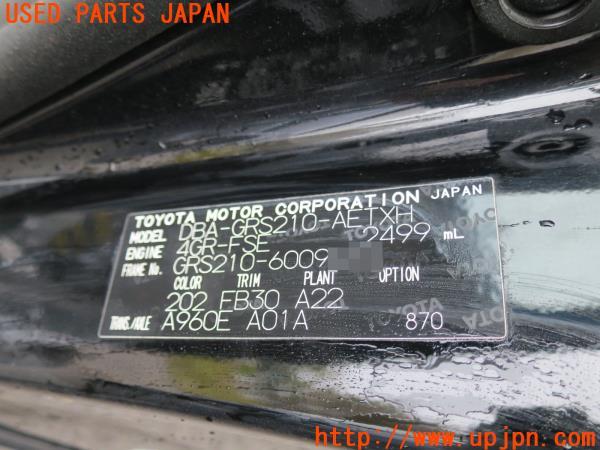 USED PARTS JAPAN
TOYOTA MOTOR CORPORATION JAPAN
MODEL DBA-GRS210-AETXH
ENGINE 4GR-FSE 2499 mL
FRAME No. GRS210-6009
COLOR TRIM PLANT OPTION
202 FB30 A22
TRANS/AXLE A960E A01A 870
http://www.upjpn.com/